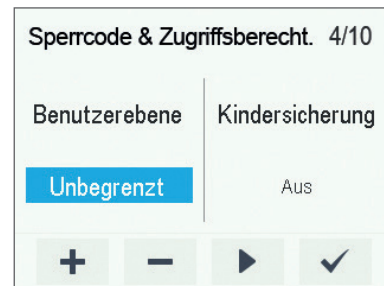 Sperrcode & Zugriffsberecht. 4/10
Benutzerebene Kindersicherung
Unbegrenzt Aus